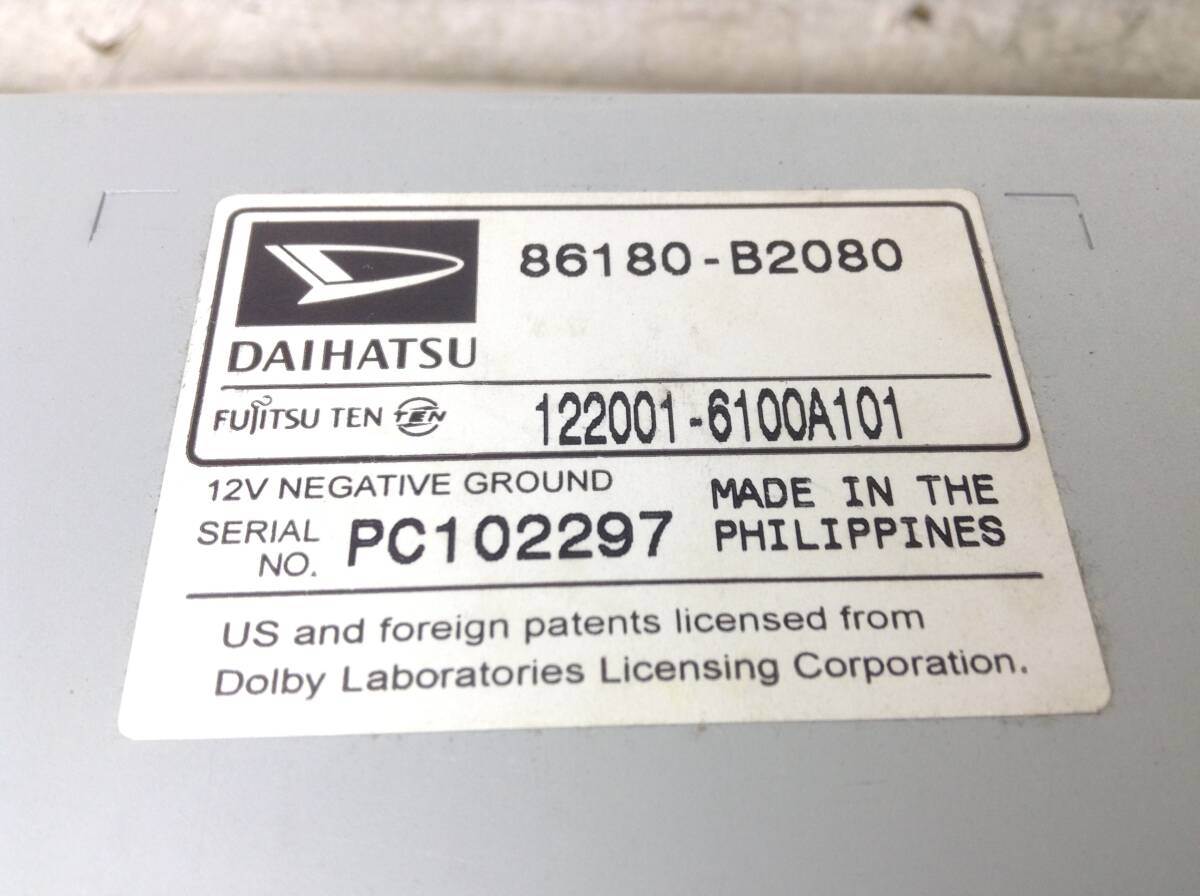 86180-B2080
DAIHATSU
FUJITSU TEN TEN 122001-6100A101
12V NEGATIVE GROUND
SERIAL NO. PC102297
MADE IN THE
PHILIPPINES
US and foreign patents licensed from
Dolby Laboratories Licensing Corporation.